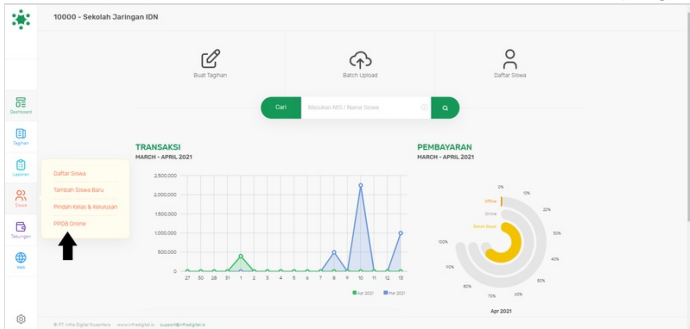 10000 - Sekolah Jaringan IDN
Buat Tagihan
Batch Upload
Daftar Siswa
Cari
Masukan NIS / Nama Siswa
Dashboard
Tagihan
Laporan
Siswa
Tabungan
Web
Daftar Siswa
Tambah Siswa Baru
Pindah Kelas & Kelulusan
PPDB Online
TRANSAKSI
MARCH - APRIL 2021
2.500.000
2.000.000
1.500.000
1.000.000
500.000
0
27 30 28 31 1 2 3 4 5 6 7 8 9 10 11 12 13
Apr 2021 Mar 2021
PEMBAYARAN
MARCH - APRIL 2021
0%
10%
20%
30%
40%
50%
60%
70%
80%
90%
100%
Offline
Online
Belum Bayar
Apr 2021
© PT. Infra Digital Nusantara www.infradigital.io support@infradigital.io